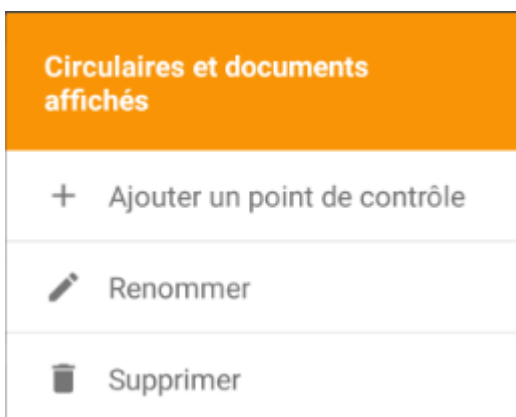 Circulaires et documents
affichés
Ajouter un point de contrôle
Renommer
Supprimer